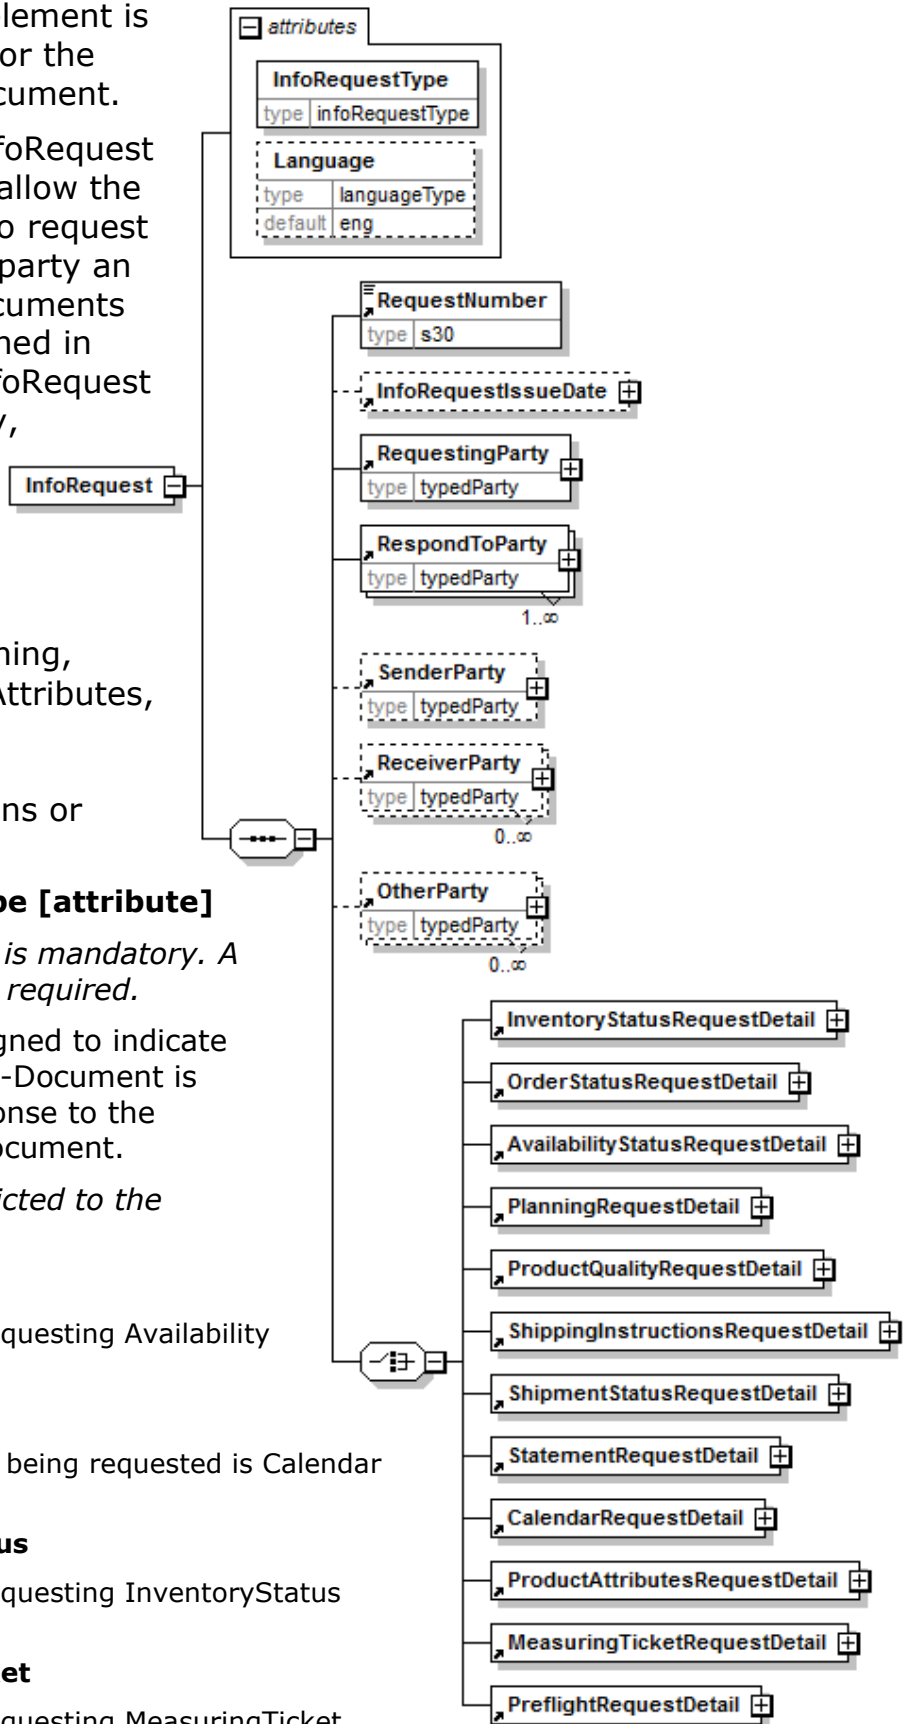 lement is
or the
cument.
foRequest
allow the
o request
party an
cuments
ned in
foRequest
y,
ning,
Attributes,
ns or
pe [attribute]
is mandatory. A
required.
gned to indicate
-Document is
onse to the
ocument.
icted to the
questing Availability
being requested is Calendar
us
questing InventoryStatus
et
questing MeasuringTicket
attributes
InfoRequestType
type infoRequestType
Language
type languageType
default eng
InfoRequest
RequestNumber
type s30
InfoRequestIssueDate
RequestingParty
type typedParty
RespondToParty
type typedParty
1..∞
SenderParty
type typedParty
ReceiverParty
type typedParty
0..∞
OtherParty
type typedParty
0..∞
InventoryStatusRequestDetail
OrderStatusRequestDetail
AvailabilityStatusRequestDetail
PlanningRequestDetail
ProductQualityRequestDetail
ShippingInstructionsRequestDetail
ShipmentStatusRequestDetail
StatementRequestDetail
CalendarRequestDetail
ProductAttributesRequestDetail
MeasuringTicketRequestDetail
PreflightRequestDetail